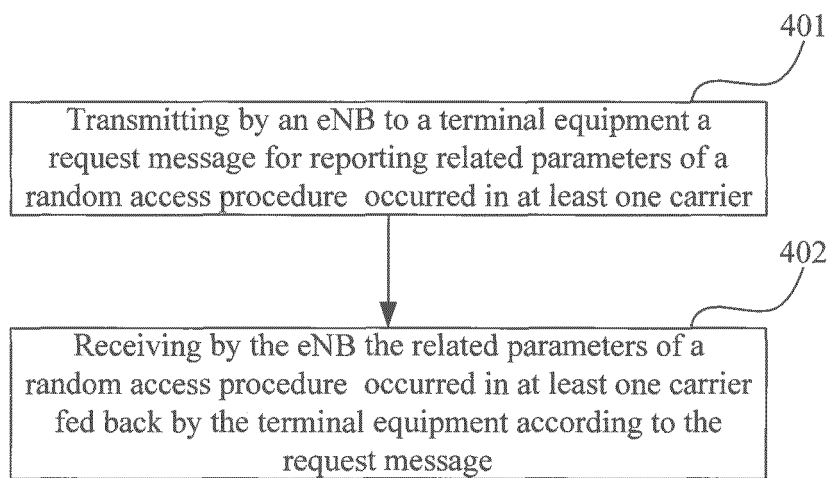 401
Transmitting by an eNB to a terminal equipment a
request message for reporting related parameters of a
random access procedure occurred in at least one carrier
402
Receiving by the eNB the related parameters of a
random access procedure occurred in at least one carrier
fed back by the terminal equipment according to the
request message